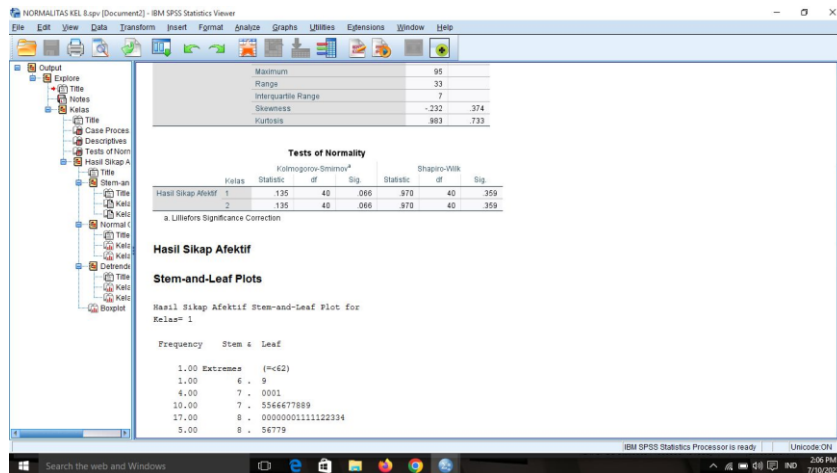 NORMALITAS KEL 8.spv [Document2] - IBM SPSS Statistics Viewer
File Edit View Data Transform Insert Format Analyze Graphs Utilities Extensions Window Help
Output
Explore
Title
Notes
Kelas
Title
Case Proces
Descriptives
Tests of Norm
Hasil Sikap A
Title
Stem-an
Title
Kela
Kela
Normal
Title
Kela
Kela
Detrende
Title
Kela
Kela
Boxplot
Maximum 95
Range 33
Interquartile Range 7
Skewness -.232 .374
Kurtosis .983 .733
Tests of Normality
Kolmogorov-Smirnov^a Shapiro-Wilk
Kelas Statistic df Sig. Statistic df Sig.
Hasil Sikap Afektif 1 .135 40 .066 .970 40 .359
2 .135 40 .066 .970 40 .359
a. Lilliefors Significance Correction
Hasil Sikap Afektif
Stem-and-Leaf Plots
Hasil Sikap Afektif Stem-and-Leaf Plot for
Kelas= 1
Frequency Stem & Leaf
1.00 Extremes (=<62)
1.00 6 . 9
4.00 7 . 0001
10.00 7 . 5566677889
17.00 8 . 00000001111122334
5.00 8 . 56779
IBM SPSS Statistics Processor is ready Unicode:ON
Search the web and Windows
IND
2:06 PM